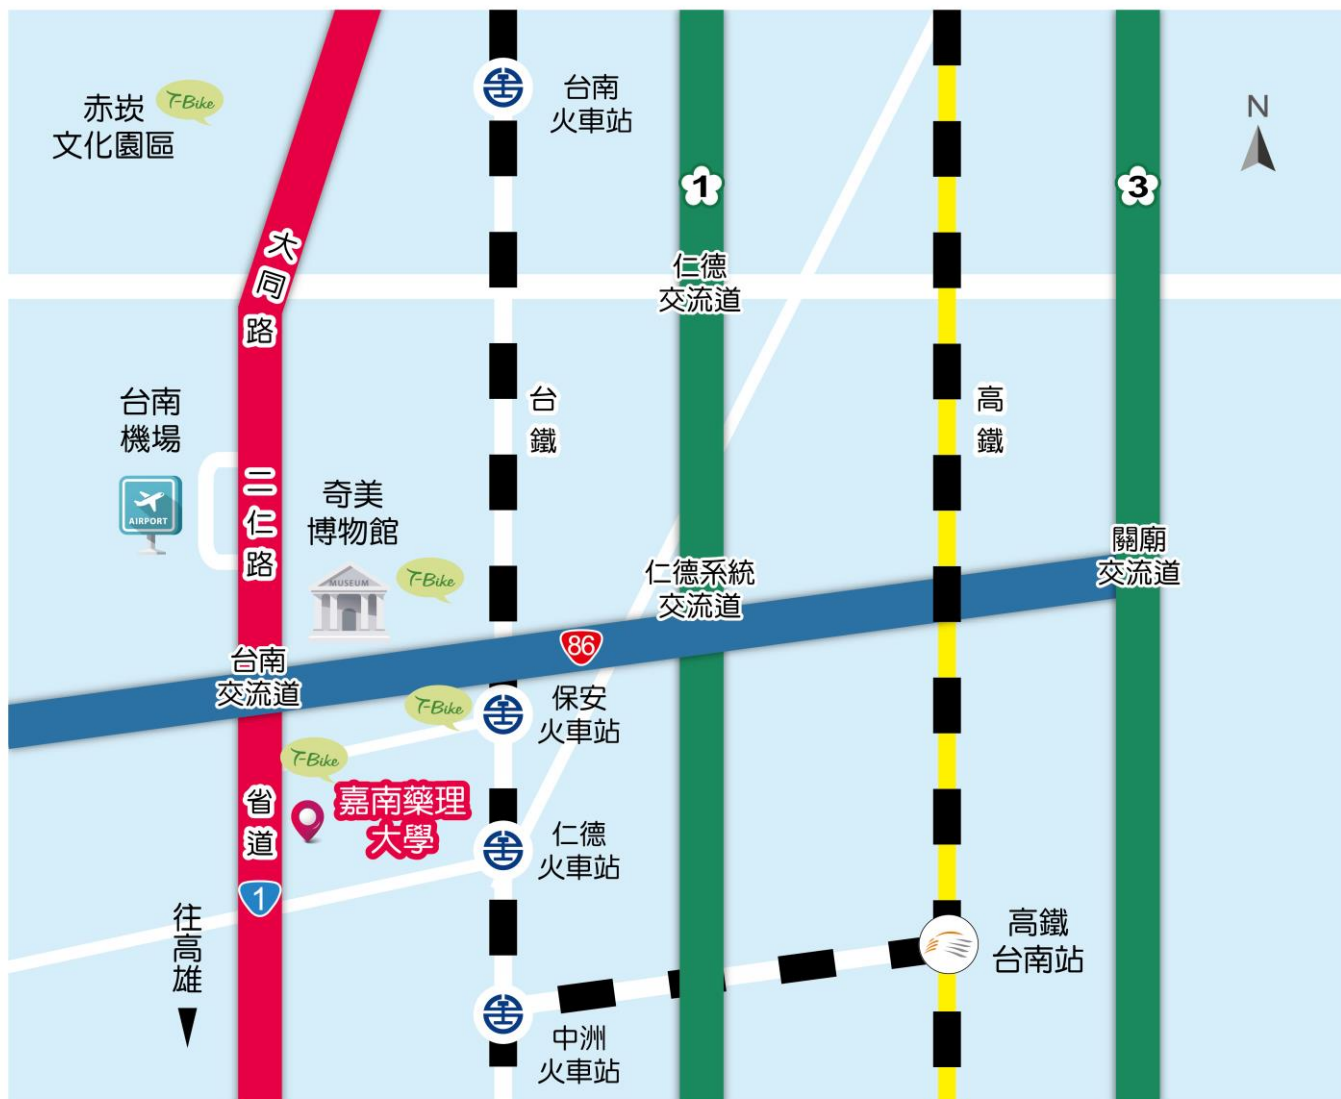 台南
火車站
T-Bike
赤崁
文化園區
N
1
3
大同路
仁德
交流道
台南
機場
AIRPORT
台鐵
高鐵
二仁路
奇美
博物館
MUSEUM
T-Bike
仁德系統
交流道
關廟
交流道
86
台南
交流道
T-Bike
保安
火車站
T-Bike
嘉南藥理
大學
省道
1
仁德
火車站
往高雄
高鐵
台南站
中洲
火車站